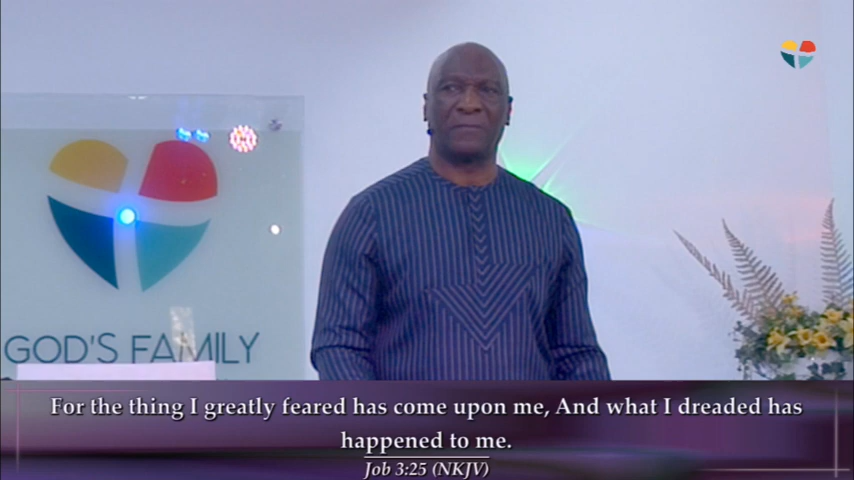 GOD'S FAMILY
For the thing I greatly feared has come upon me, And what I dreaded has
happened to me.
Job 3:25 (NKJV)